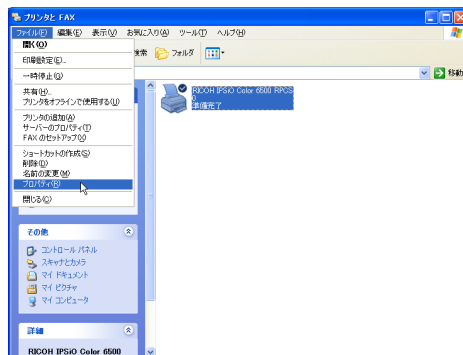 プリンタと FAX
ファイル(F) 編集(E) 表示(V) お気に入り(A) ツール(T) ヘルプ(H)
開く(O)
印刷設定(E)...
一時停止(G)
共有(H)...
プリンタをオフラインで使用する(U)
プリンタの追加(A)
サーバーのプロパティ(T)
FAX のセットアップ(X)
ショートカットの作成(S)
削除(D)
名前の変更(M)
プロパティ(R)
閉じる(C)
検索 フォルダ
移動
RICOH IPSiO Color 6500 RPCS
0
準備完了
その他
コントロール パネル
スキャナとカメラ
マイ ドキュメント
マイ ピクチャ
マイ コンピュータ
詳細
RICOH IPSiO Color 6500